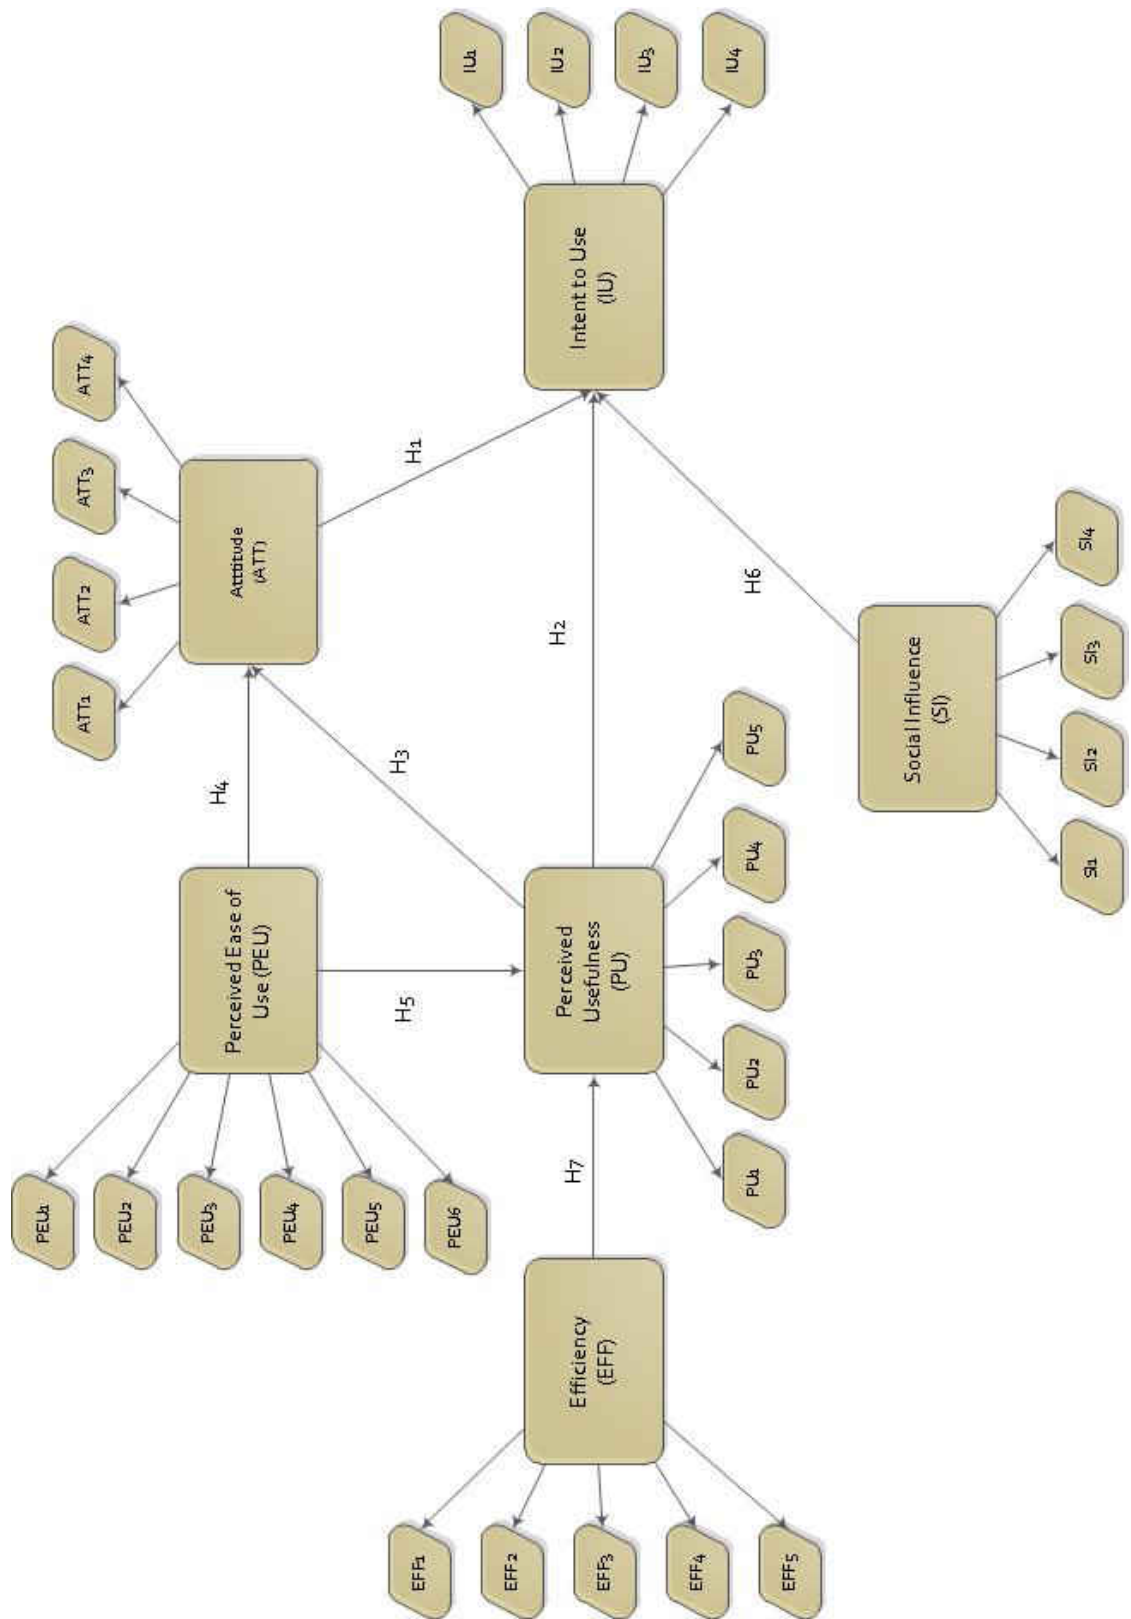 PEU1
PEU2
PEU3
PEU4
PEU5
PEU6
Perceived Ease of
Use (PEU)
H4
ATT1
ATT2
ATT3
ATT4
Atttitude
(ATT)
H5
H3
H1
EFF1
EFF2
EFF3
EFF4
EFF5
Efficiency
(EFF)
H7
Perceived
Usefulness
(PU)
H2
Intent to Use
(IU)
IU1
IU2
IU3
IU4
PU1
PU2
PU3
PU4
PU5
H6
Social Influence
(SI)
SI1
SI2
SI3
SI4